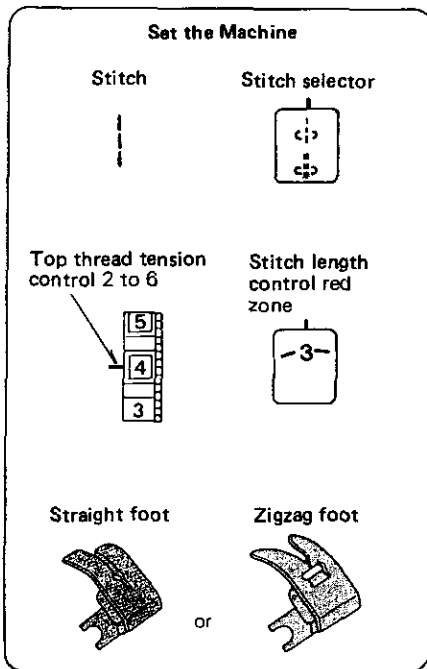 Set the Machine
Stitch
Stitch selector
Top thread tension
control 2 to 6
5
4
3
Stitch length
control red
zone
3
Straight foot
Zigzag foot
or